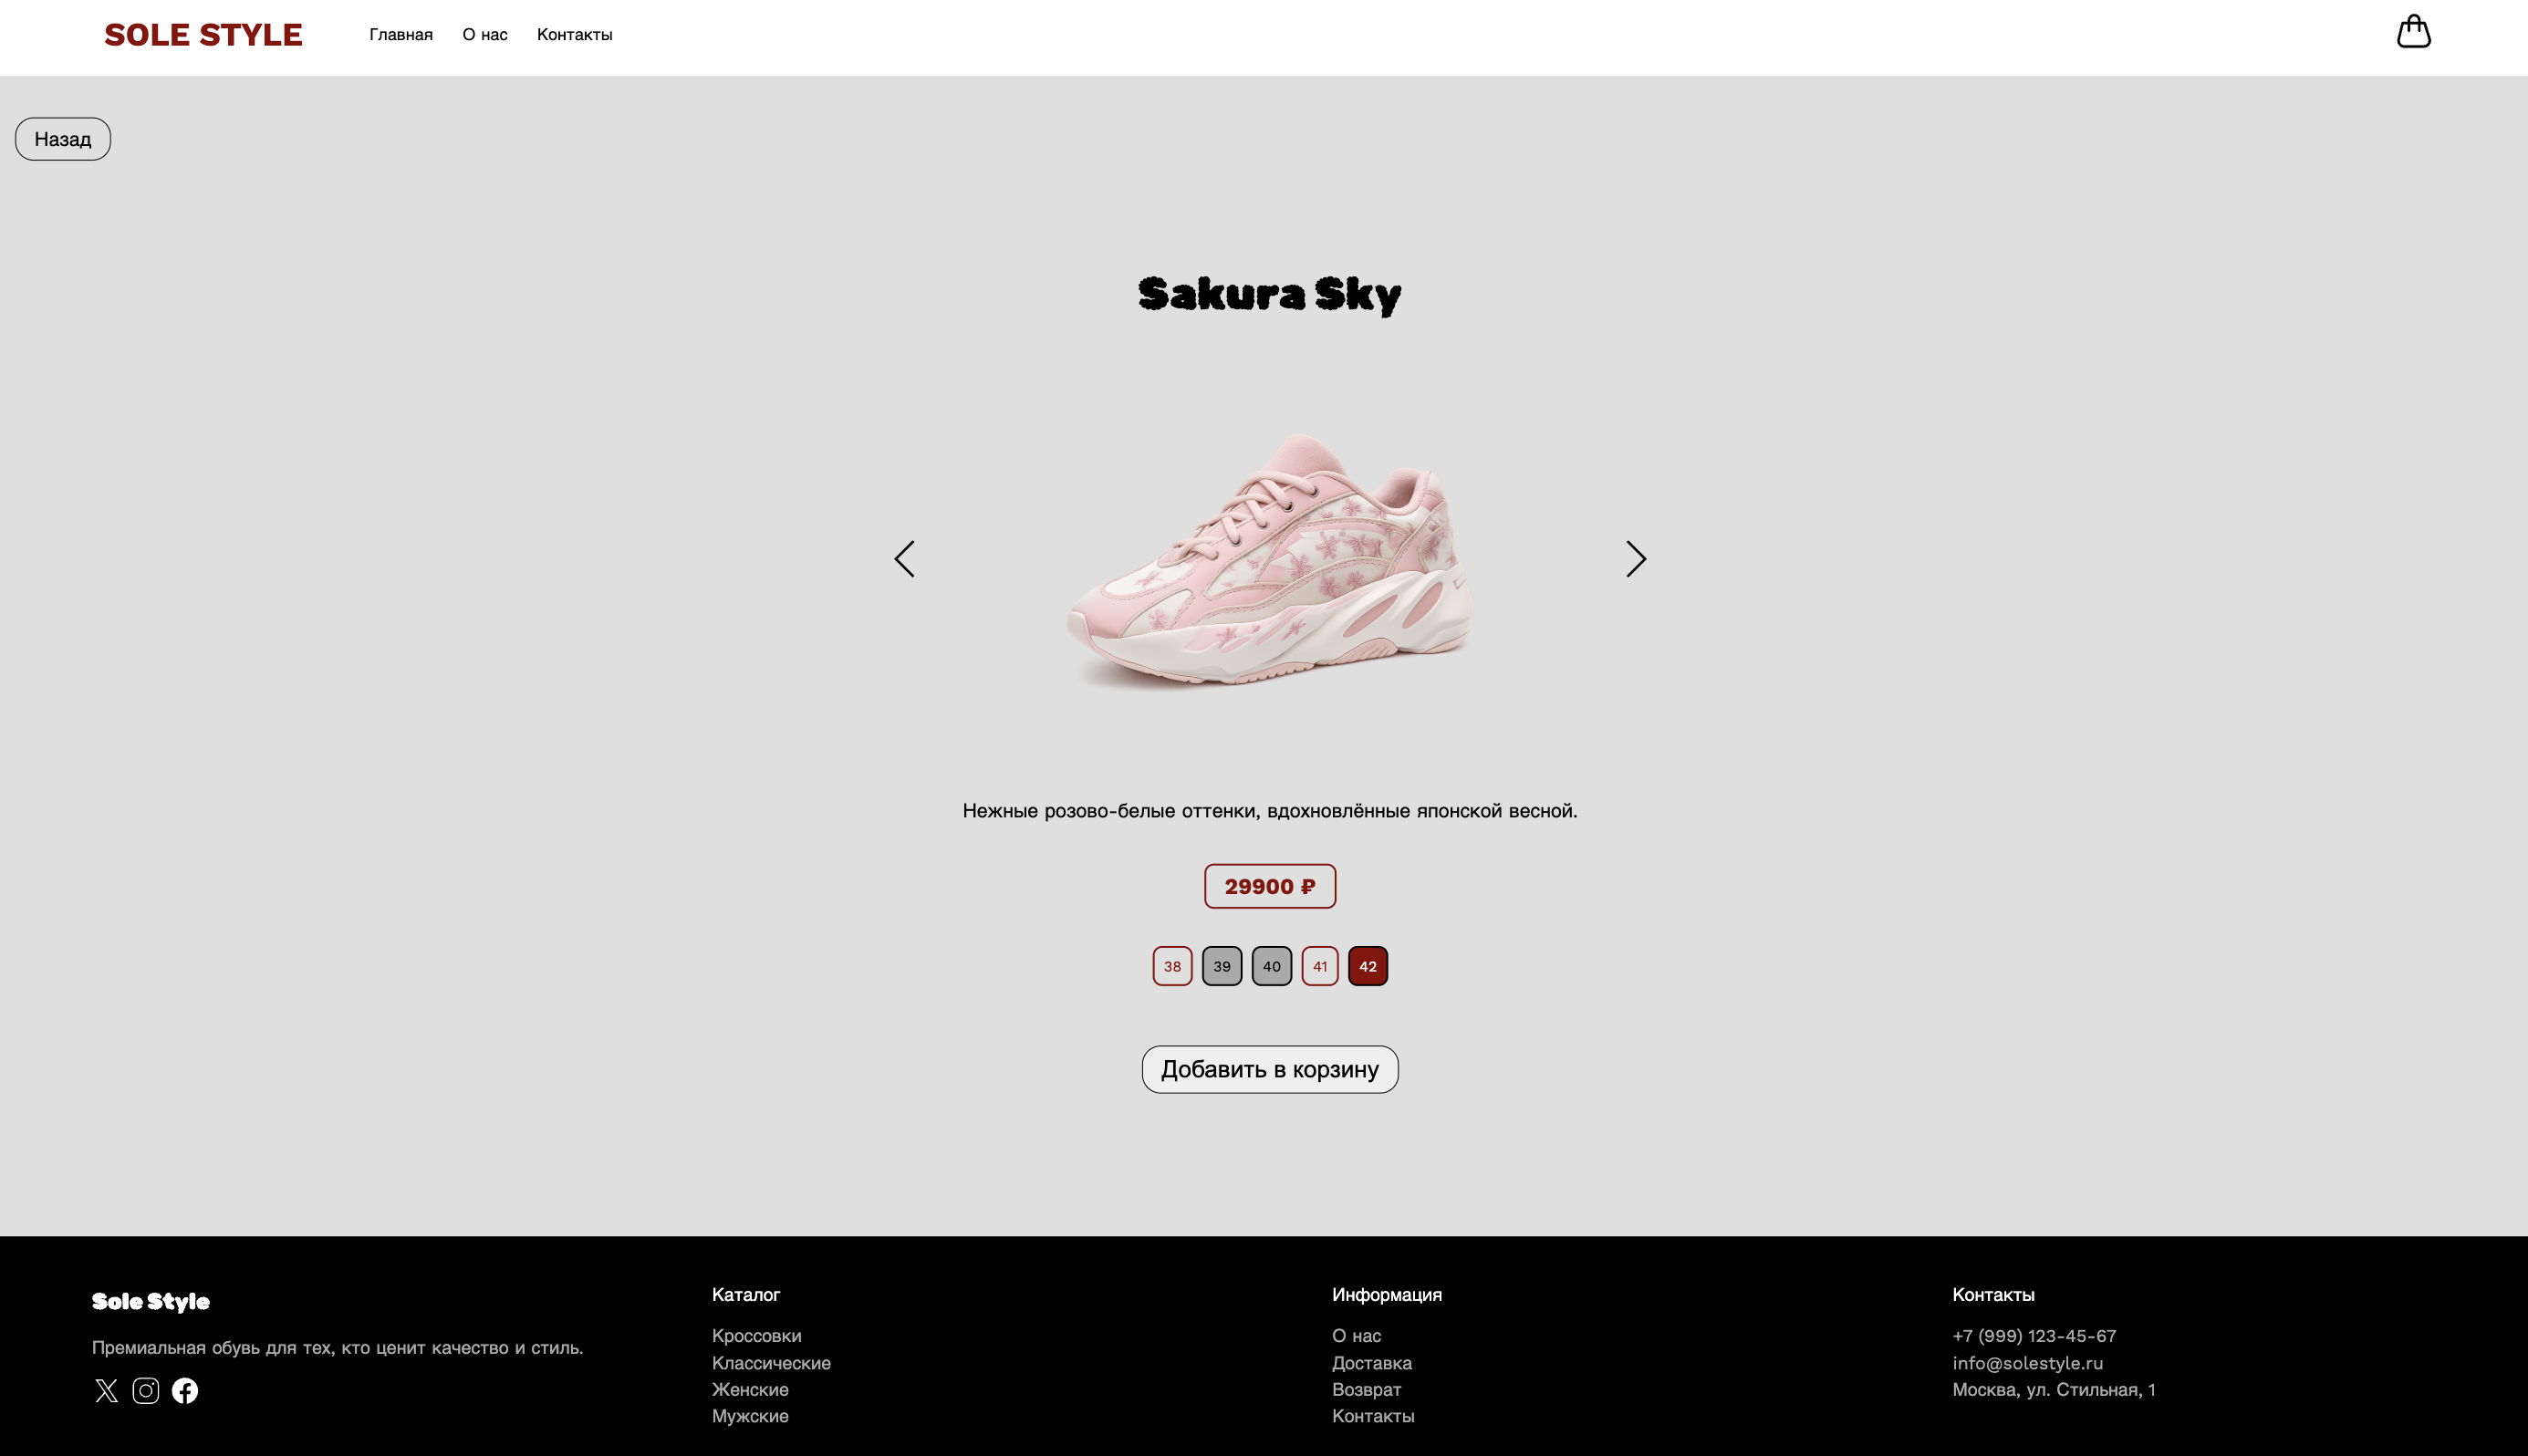 SOLE STYLE
Главная
О нас
Контакты
Назад
Sakura Sky
Нежные розово-белые оттенки, вдохновлённые японской весной.
29900 ₽
38 39 40 41 42
Добавить в корзину
Sole Style
Премиальная обувь для тех, кто ценит качество и стиль.
Каталог
Кроссовки
Классические
Женские
Мужские
Информация
О нас
Доставка
Возврат
Контакты
Контакты
+7 (999) 123-45-67
info@solestyle.ru
Москва, ул. Стильная, 1